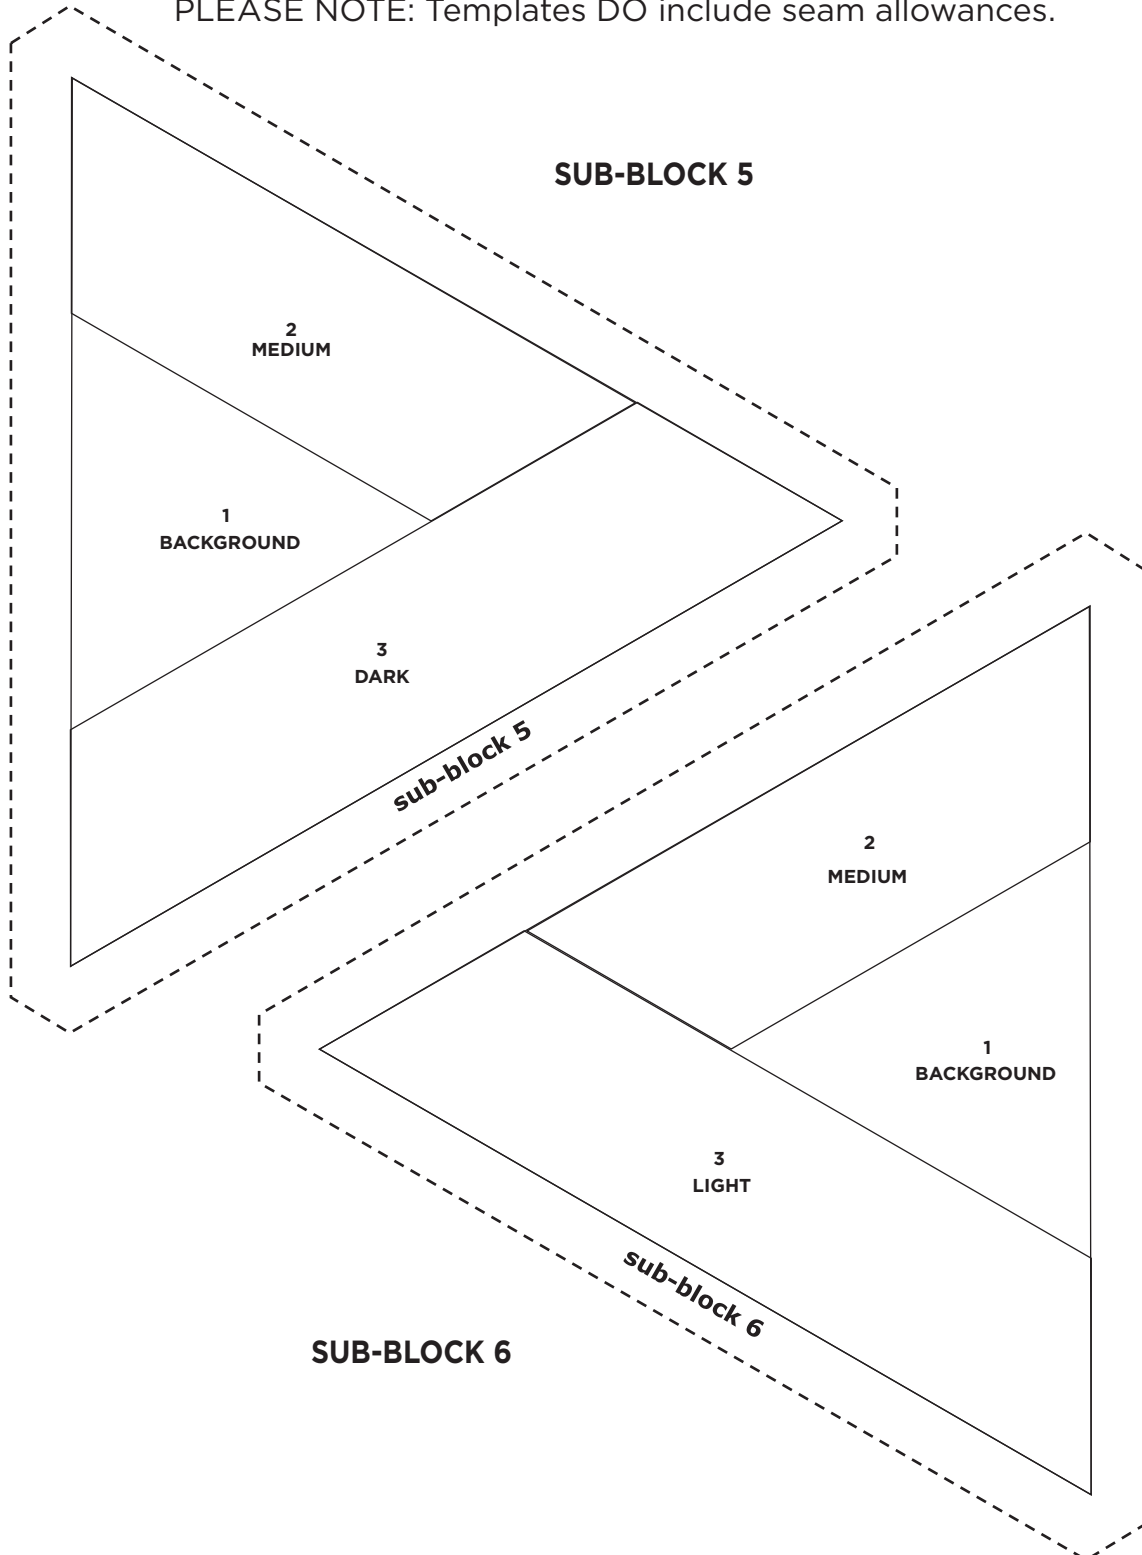 PLEASE NOTE: Templates DO include seam allowances.
SUB-BLOCK 5
2
MEDIUM
1
BACKGROUND
3
DARK
sub-block 5
2
MEDIUM
1
BACKGROUND
3
LIGHT
sub-block 6
SUB-BLOCK 6